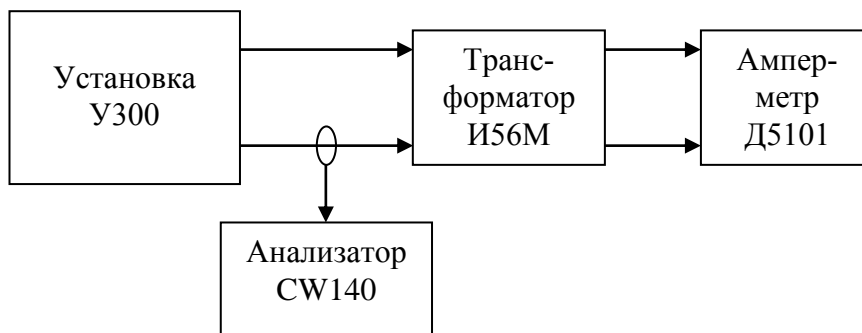 Установка
У300
Транс-
форматор
И56М
Ампер-
метр
Д5101
Анализатор
CW140